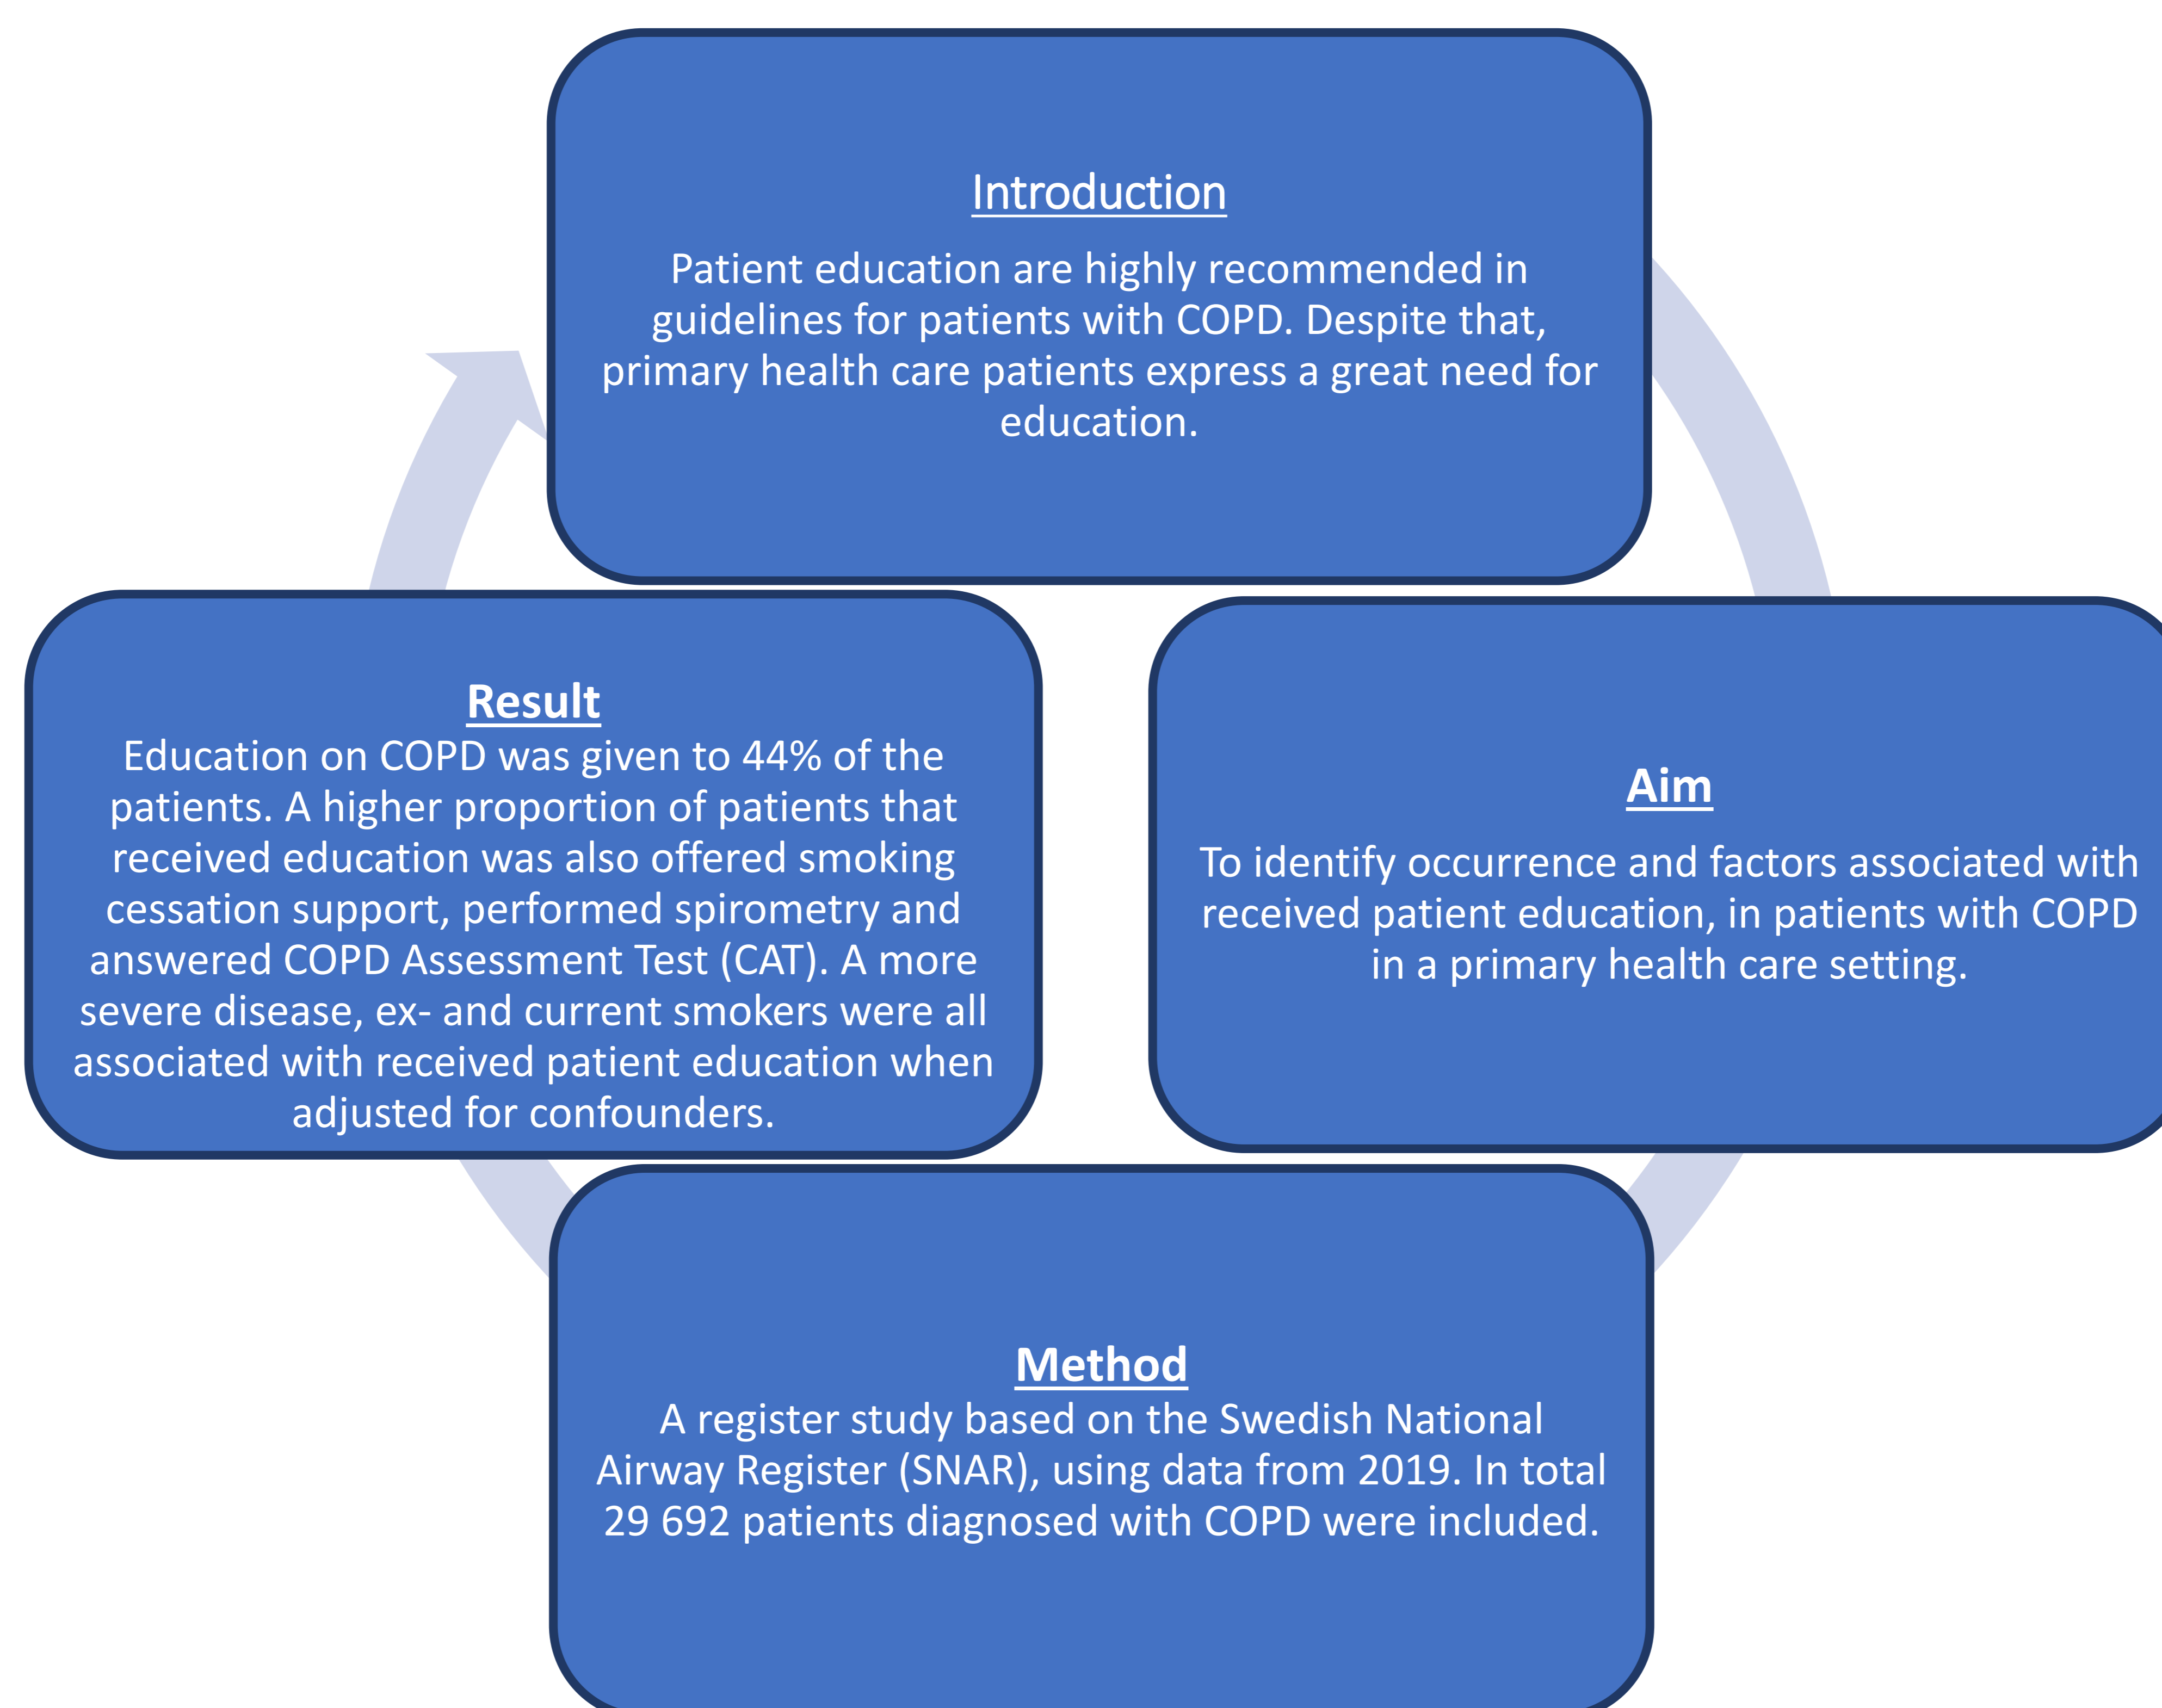 Introduction
Patient education are highly recommended in
guidelines for patients with COPD. Despite that,
primary health care patients express a great need for
education.
Aim
To identify occurrence and factors associated with
received patient education, in patients with COPD
in a primary health care setting.
Method
A register study based on the Swedish National
Airway Register (SNAR), using data from 2019. In total
29 692 patients diagnosed with COPD were included.
Result
Education on COPD was given to 44% of the
patients. A higher proportion of patients that
received education was also offered smoking
cessation support, performed spirometry and
answered COPD Assessment Test (CAT). A more
severe disease, ex- and current smokers were all
associated with received patient education when
adjusted for confounders.